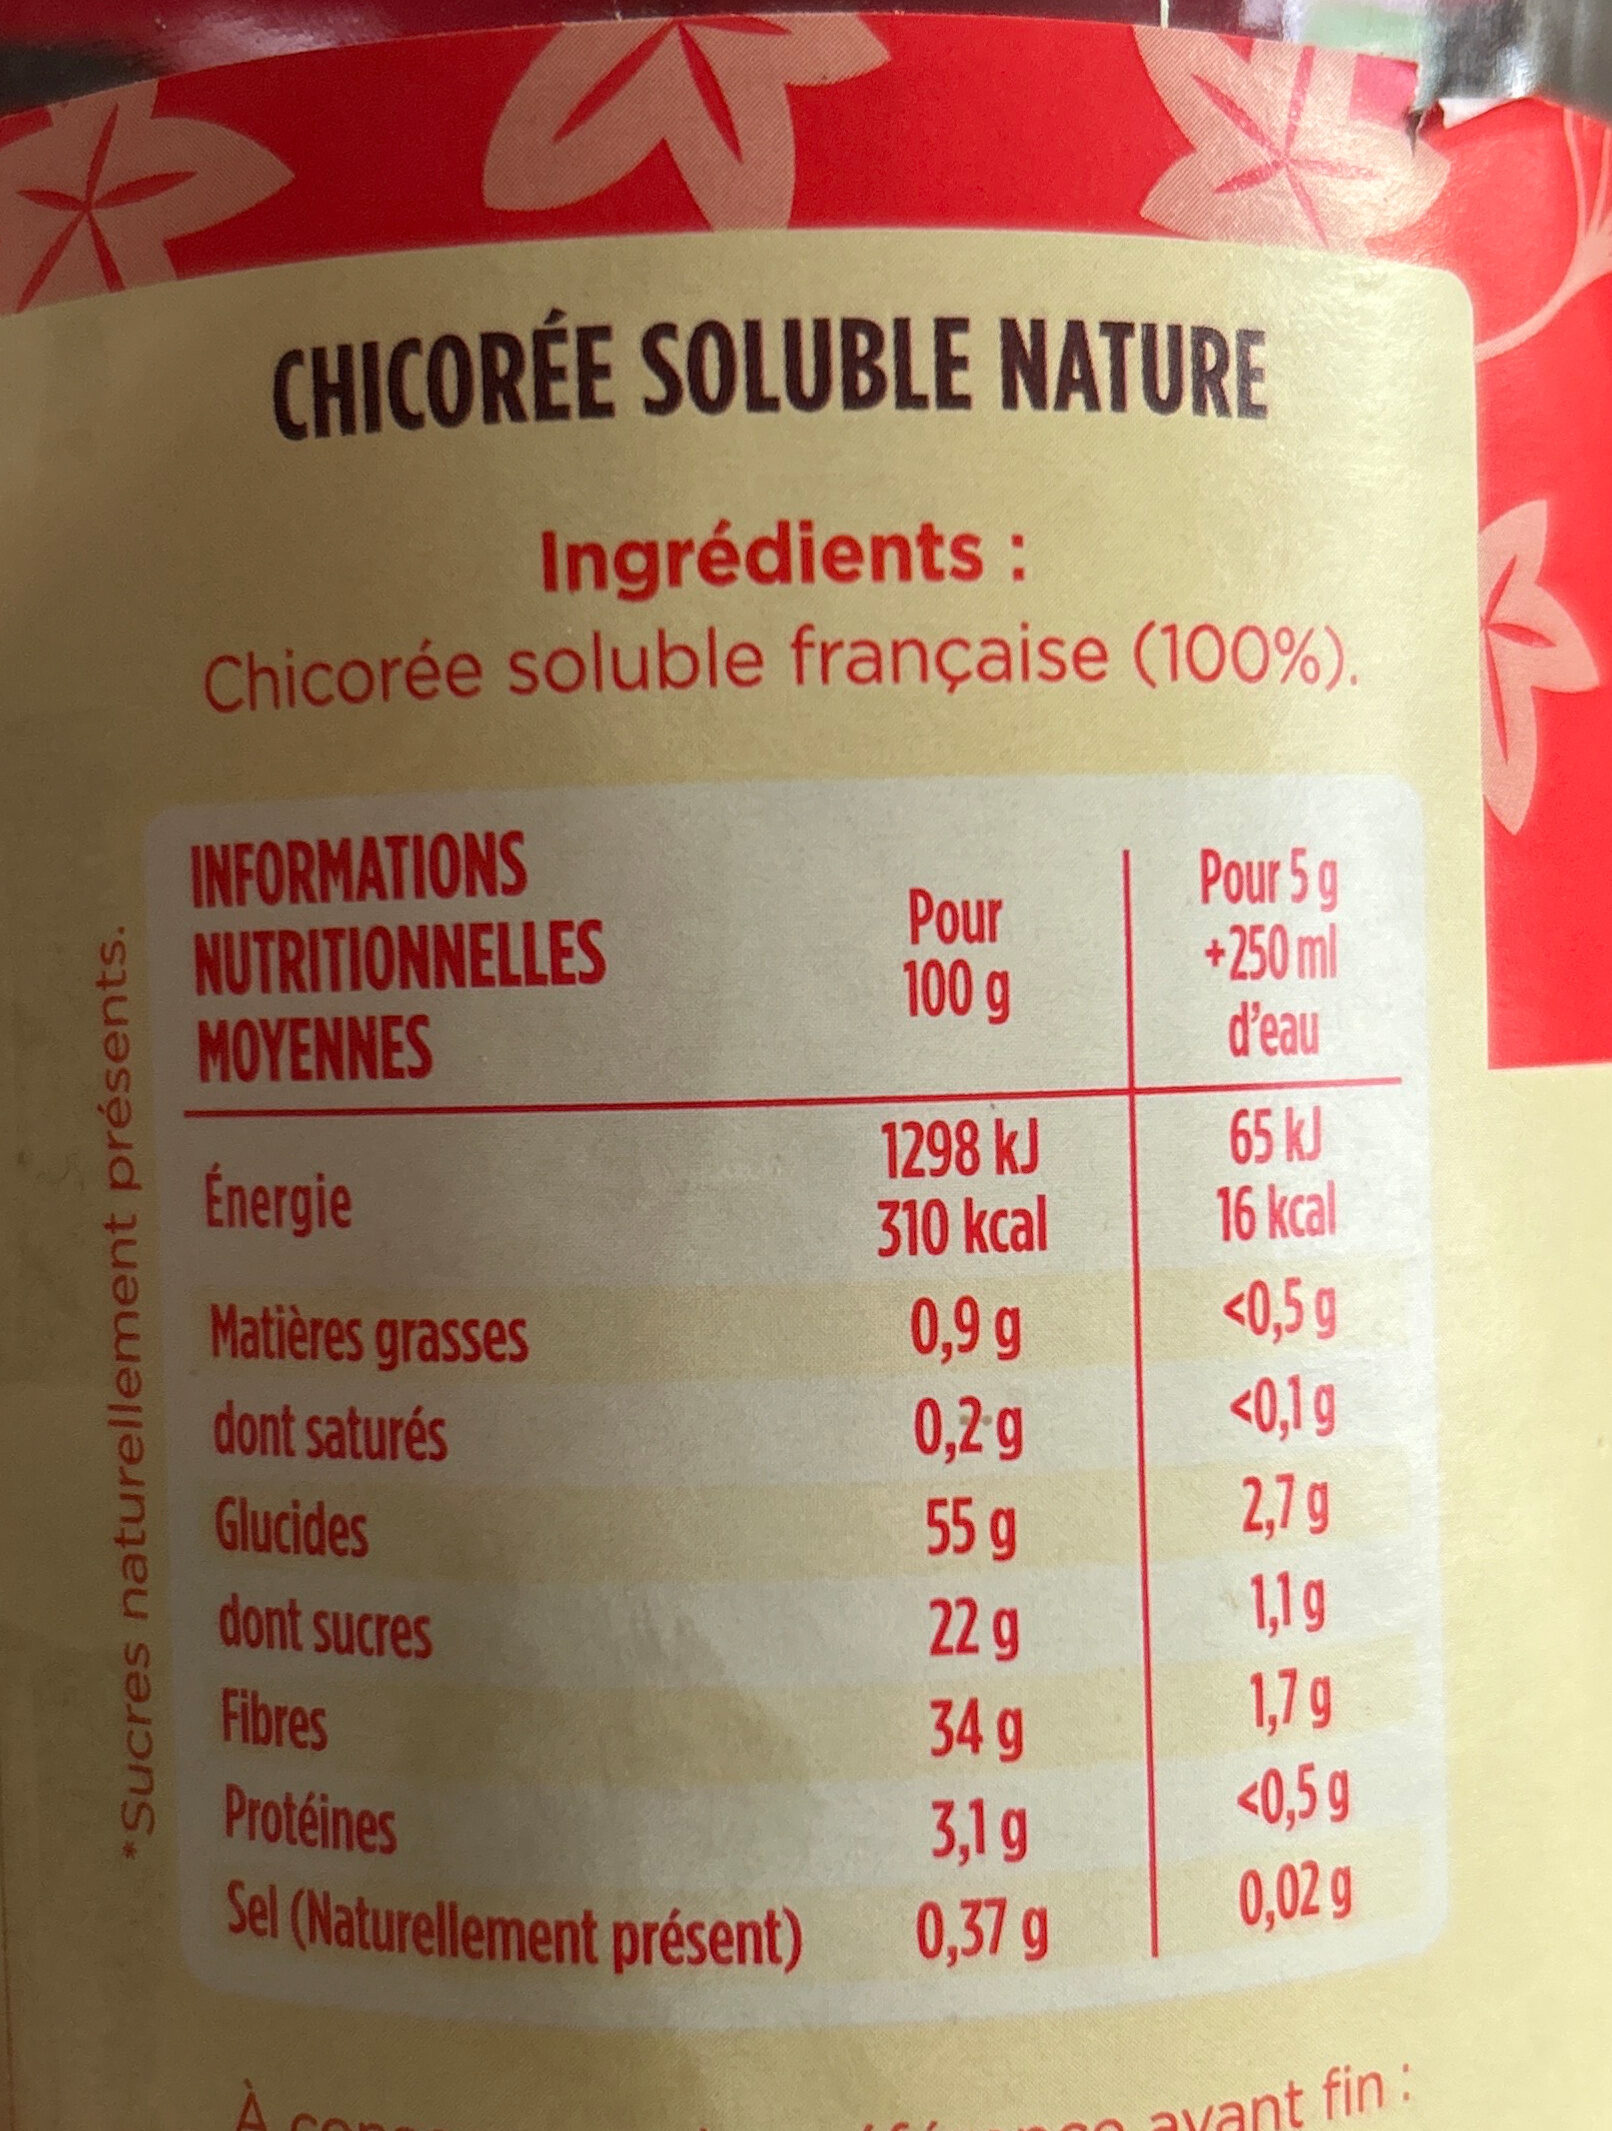 CHICORÉE SOLUBLE NATURE
Ingrédients :
Chicorée soluble française (100%).
*Sucres naturellement présents.
INFORMATIONS
NUTRITIONNELLES
MOYENNES
Pour
100 g
Pour 5 g
+250 ml
d'eau
Énergie 1298 kJ 65 kJ
310 kcal 16 kcal
Matières grasses 0,9 g <0,5 g
dont saturés 0,2 g <0,1 g
Glucides 55 g 2,7 g
dont sucres 22 g 1,1 g
Fibres 34 g 1,7 g
Protéines 3,1 g <0,5 g
Sel (Naturellement présent) 0,37 g 0,02 g
À avant fin :